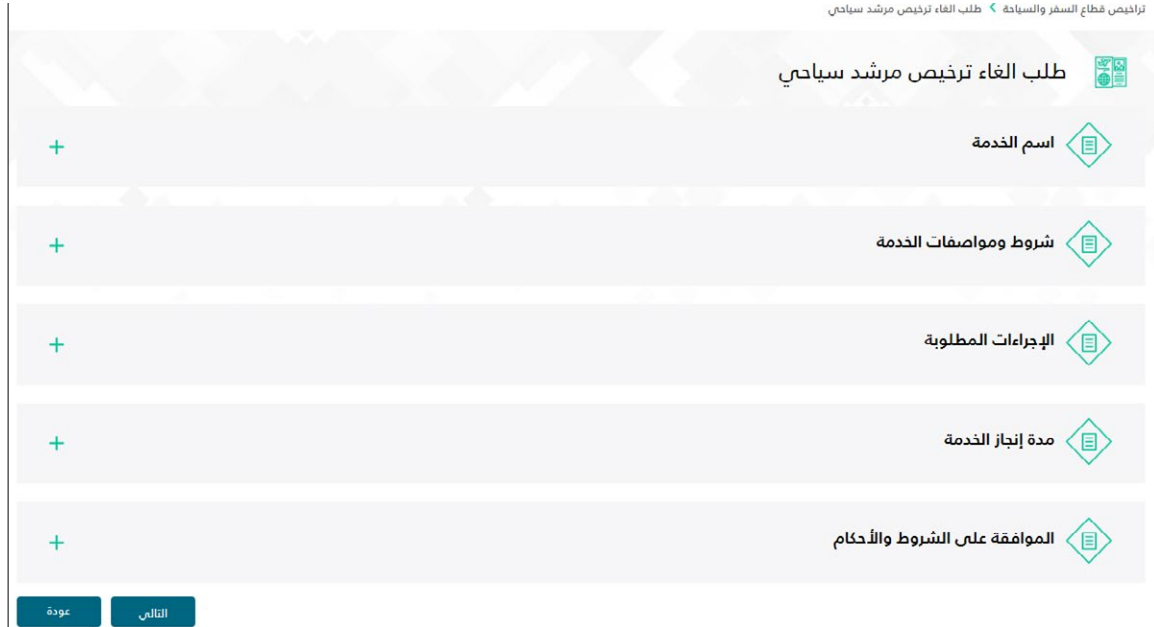 تراخيص قطاع السفر والسياحة > طلب الغاء ترخيص مرشد سياحي
طلب الغاء ترخيص مرشد سياحي
اسم الخدمة
شروط ومواصفات الخدمة
الإجراءات المطلوبة
مدة إنجاز الخدمة
الموافقة على الشروط والأحكام
التالي
عودة